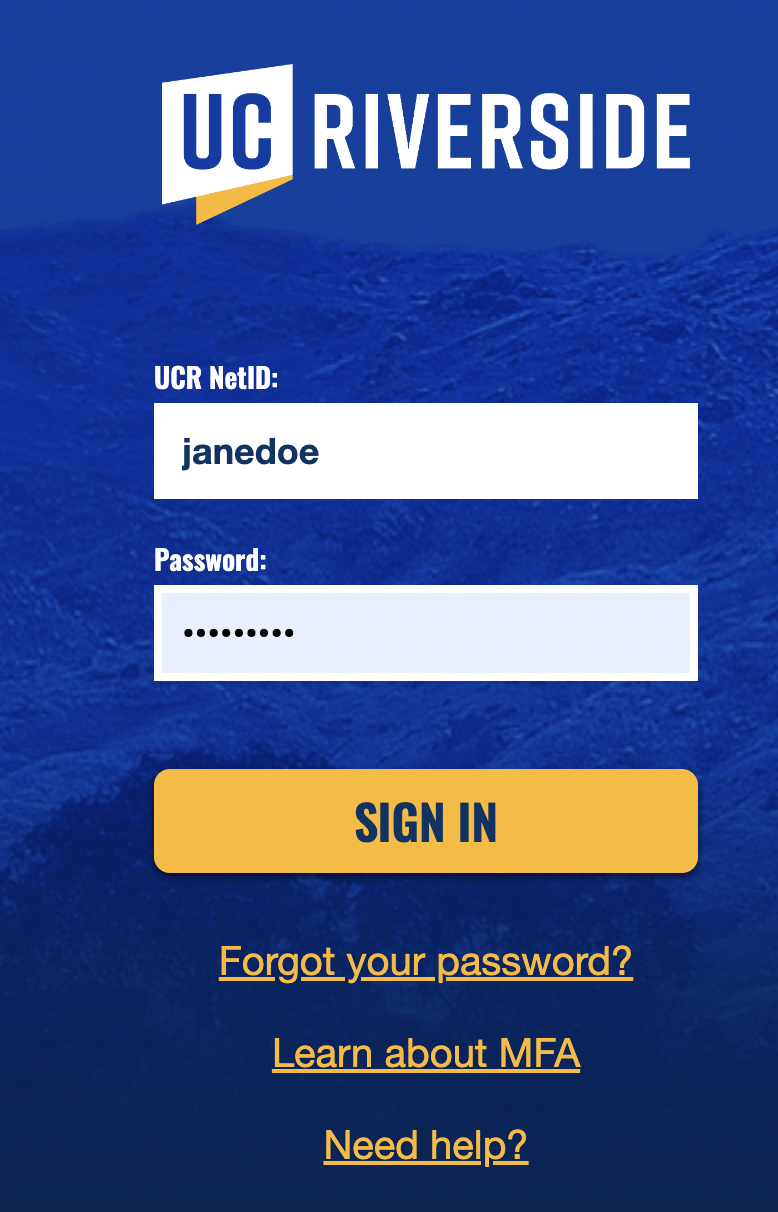 UC RIVERSIDE
UCR NetID:
janedoe
Password:
•••••••••
SIGN IN
Forgot your password?
Learn about MFA
Need help?